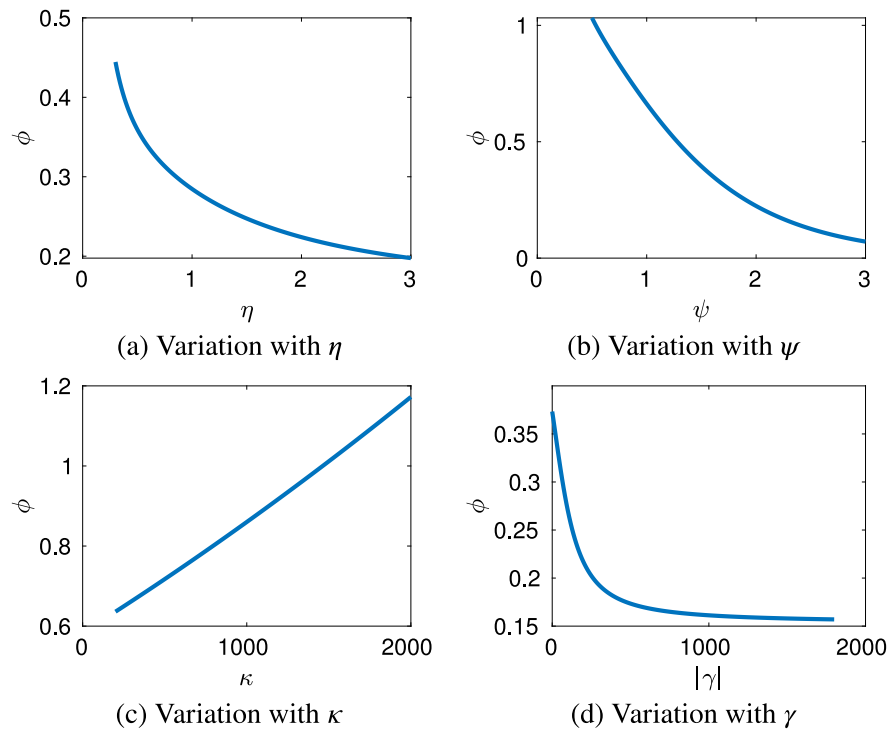 0.5
0.4
0.3
0.2
ϕ
0 1 2 3
η
(a) Variation with η
1
0.5
0
ϕ
0 1 2 3
ψ
(b) Variation with ψ
1.2
1
0.8
0.6
ϕ
0 1000 2000
κ
(c) Variation with κ
0.35
0.3
0.25
0.2
0.15
ϕ
0 1000 2000
|γ|
(d) Variation with γ